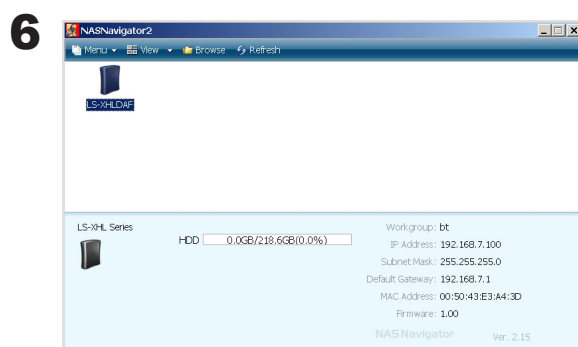 6
NASNavigator2
Menu View Browse Refresh
LS-XHLDAF
LS-XHL Series
HDD 0.0GB/218.6GB(0.0%)
Workgroup: bt
IP Address: 192.168.7.100
Subnet Mask: 255.255.255.0
Default Gateway: 192.168.7.1
MAC Address: 00:50:43:E3:A4:3D
Firmware: 1.00
NAS Navigator Ver. 2.15